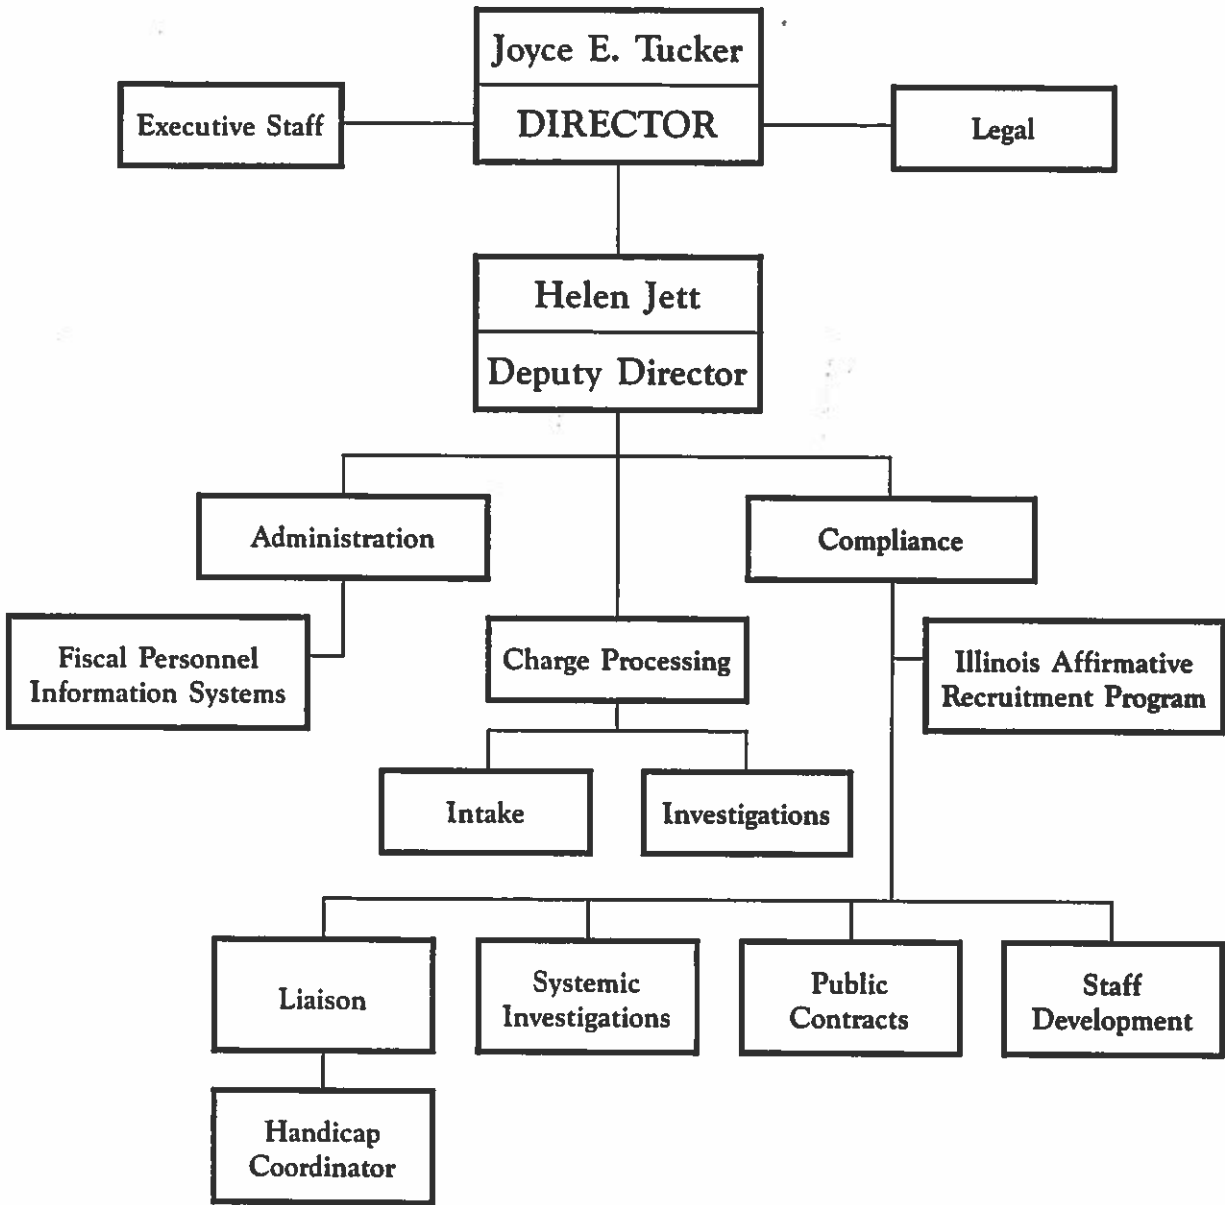 Joyce E. Tucker
DIRECTOR
Executive Staff
Legal
Helen Jett
Deputy Director
Administration
Compliance
Fiscal Personnel
Information Systems
Charge Processing
Illinois Affirmative
Recruitment Program
Intake
Investigations
Liaison
Systemic
Investigations
Public
Contracts
Staff
Development
Handicap
Coordinator